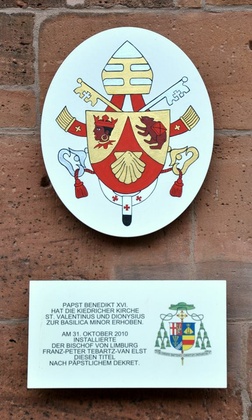 PAPST BENEDIKT XVI.
HAT DIE KIEDRICHER KIRCHE
ST. VALENTINUS UND DIONYSIUS
ZUR BASILICA MINOR ERHOBEN.
AM 31. OKTOBER 2010
INSTALLIERTE
DER BISCHOF VON LIMBURG
FRANZ-PETER TEBARTZ-VAN ELST
DIESEN TITEL
NACH PÄPSTLICHEM DEKRET.